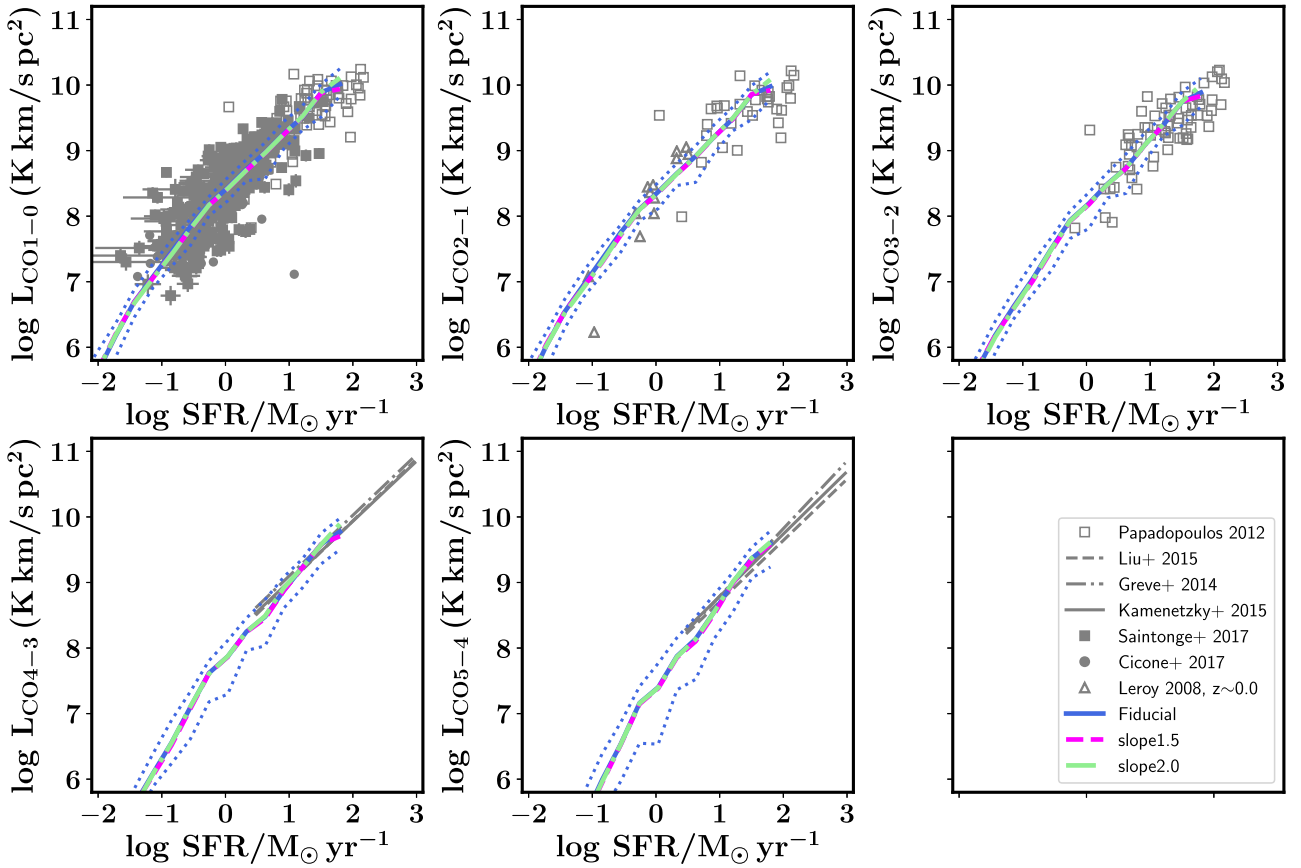 log L_CO1−0 (K km/s pc²)
11
10
9
8
7
6
−2 −1 0 1 2 3
log SFR/M⊙ yr⁻¹
log L_CO2−1 (K km/s pc²)
11
10
9
8
7
6
−2 −1 0 1 2 3
log SFR/M⊙ yr⁻¹
log L_CO3−2 (K km/s pc²)
11
10
9
8
7
6
−2 −1 0 1 2 3
log SFR/M⊙ yr⁻¹
log L_CO4−3 (K km/s pc²)
11
10
9
8
7
6
−2 −1 0 1 2 3
log SFR/M⊙ yr⁻¹
log L_CO5−4 (K km/s pc²)
11
10
9
8
7
6
−2 −1 0 1 2 3
log SFR/M⊙ yr⁻¹
Papadopoulos 2012
Liu+ 2015
Greve+ 2014
Kamenetzky+ 2015
Saintonge+ 2017
Cicone+ 2017
Leroy 2008, z∼0.0
Fiducial
slope1.5
slope2.0